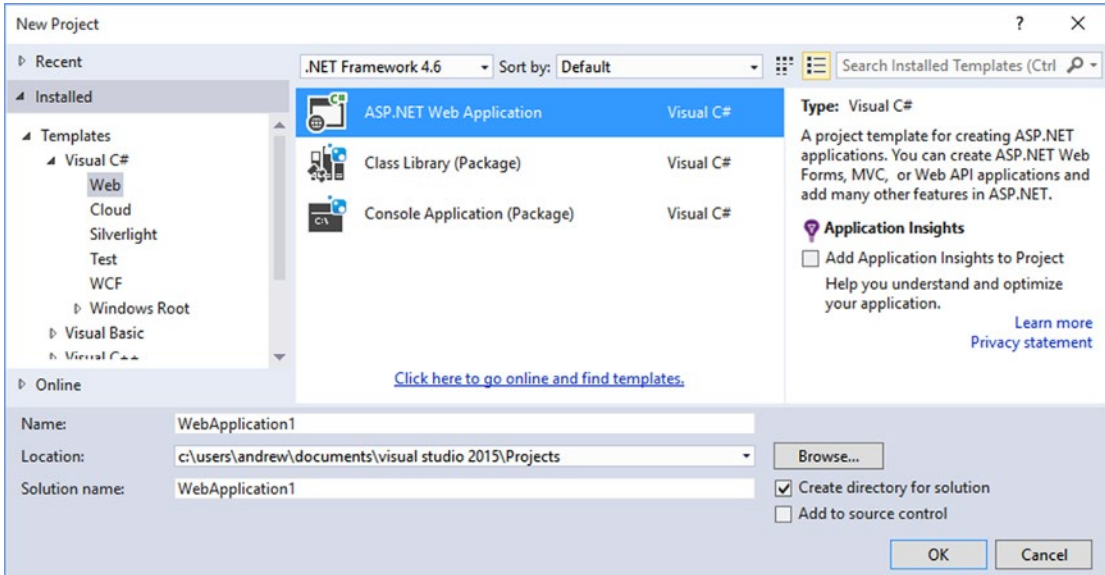 New Project
?
Recent
.NET Framework 4.6
Sort by: Default
Search Installed Templates (Ctrl
Installed
Templates
Visual C#
Web
Cloud
Silverlight
Test
WCF
Windows Root
Visual Basic
Visual C++
Online
C#
ASP.NET Web Application Visual C#
Class Library (Package) Visual C#
C:\
Console Application (Package) Visual C#
Click here to go online and find templates.
Type: Visual C#
A project template for creating ASP.NET
applications. You can create ASP.NET Web
Forms, MVC, or Web API applications and
add many other features in ASP.NET.
Application Insights
Add Application Insights to Project
Help you understand and optimize
your application.
Learn more
Privacy statement
Name: WebApplication1
Location: c:\users\andrew\documents\visual studio 2015\Projects
Browse...
Solution name: WebApplication1
Create directory for solution
Add to source control
OK
Cancel